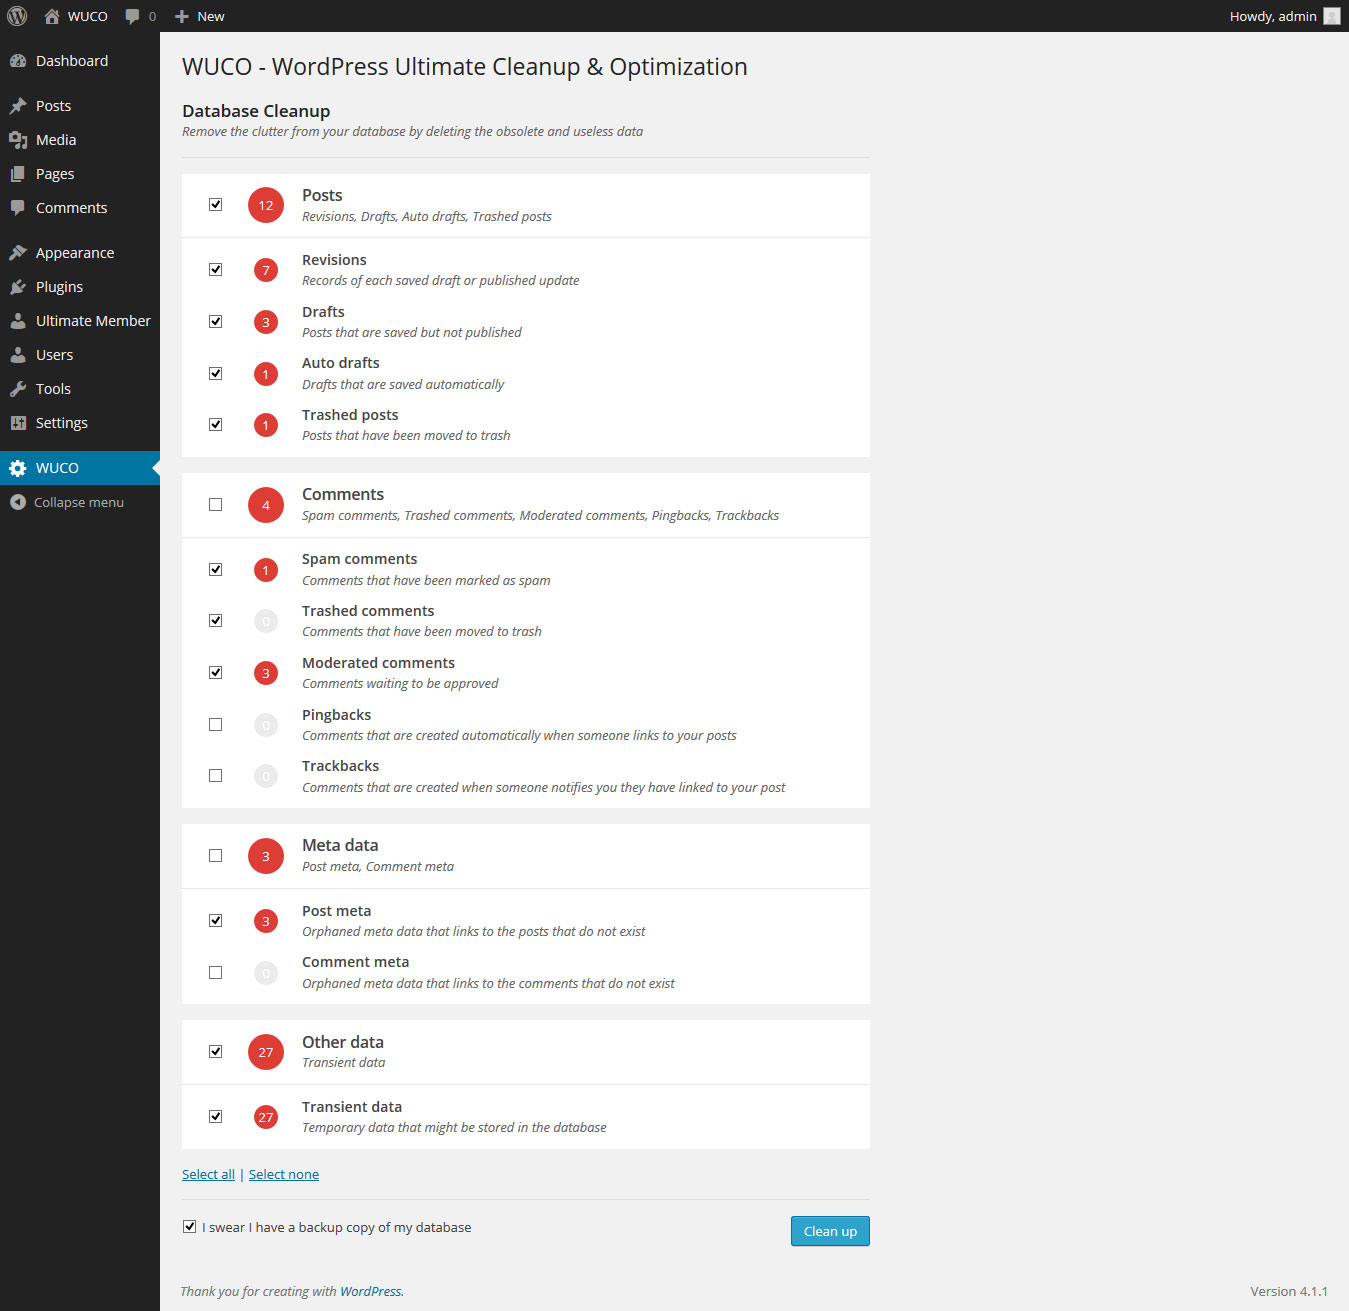 WUCO 0 New Howdy, admin
Dashboard
Posts
Media
Pages
Comments
Appearance
Plugins
Ultimate Member
Users
Tools
Settings
WUCO
Collapse menu
WUCO - WordPress Ultimate Cleanup & Optimization
Database Cleanup
Remove the clutter from your database by deleting the obsolete and useless data
12 Posts
Revisions, Drafts, Auto drafts, Trashed posts
7 Revisions
Records of each saved draft or published update
3 Drafts
Posts that are saved but not published
1 Auto drafts
Drafts that are saved automatically
1 Trashed posts
Posts that have been moved to trash
4 Comments
Spam comments, Trashed comments, Moderated comments, Pingbacks, Trackbacks
1 Spam comments
Comments that have been marked as spam
0 Trashed comments
Comments that have been moved to trash
3 Moderated comments
Comments waiting to be approved
0 Pingbacks
Comments that are created automatically when someone links to your posts
0 Trackbacks
Comments that are created when someone notifies you they have linked to your post
3 Meta data
Post meta, Comment meta
3 Post meta
Orphaned meta data that links to the posts that do not exist
0 Comment meta
Orphaned meta data that links to the comments that do not exist
27 Other data
Transient data
27 Transient data
Temporary data that might be stored in the database
Select all | Select none
I swear I have a backup copy of my database
Clean up
Thank you for creating with WordPress.
Version 4.1.1